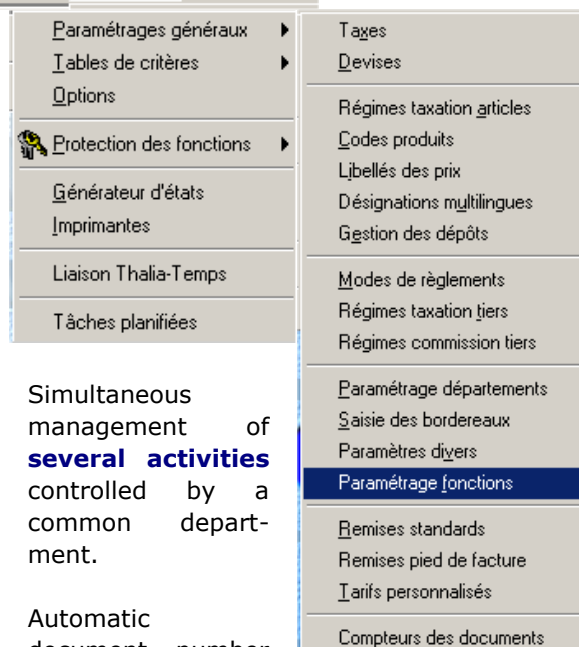 Paramétrages généraux
Tables de critères
Options
Protection des fonctions
Générateur d'états
Imprimantes
Liaison Thalia-Temps
Tâches planifiées
Taxes
Devises
Régimes taxation articles
Codes produits
Libellés des prix
Désignations multilingues
Gestion des dépôts
Modes de règlements
Régimes taxation tiers
Régimes commission tiers
Paramétrage départements
Saisie des bordereaux
Paramètres divers
Paramétrage fonctions
Remises standards
Remises pied de facture
Tarifs personnalisés
Compteurs des documents
Simultaneous
management of
several activities
controlled by a
common depart-
ment.
Automatic
document number